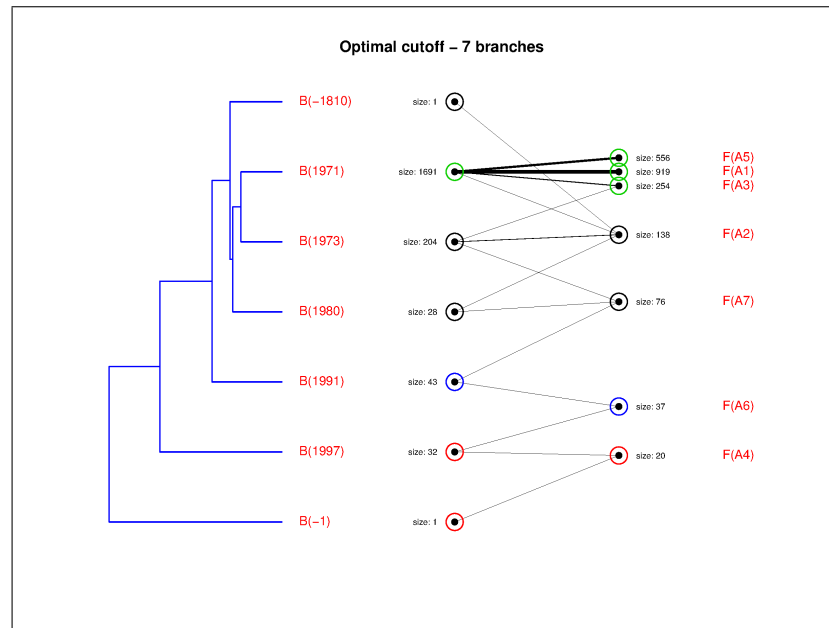 Optimal cutoff – 7 branches
B(−1810) size: 1
size: 556 F(A5)
B(1971) size: 1691 size: 919 F(A1)
size: 254 F(A3)
B(1973) size: 204 size: 138 F(A2)
B(1980) size: 28 size: 76 F(A7)
B(1991) size: 43
size: 37 F(A6)
B(1997) size: 32 size: 20 F(A4)
B(−1) size: 1